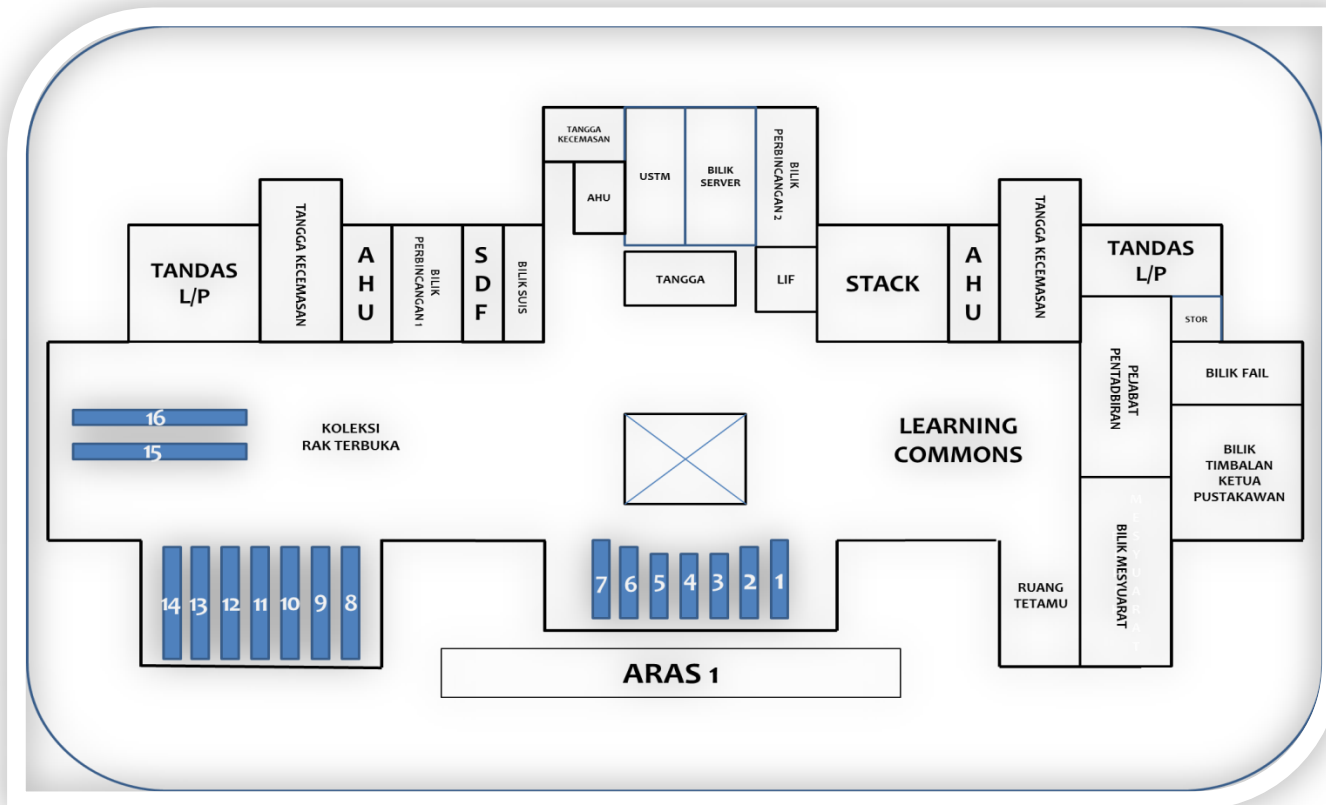 TANGGA
KECEMASAN
USTM
BILIK
SERVER
BILIK
PERBINCANGAN 2
AHU
TANGGA
LIF
TANDAS
L/P
TANGGA KECEMASAN
A
H
U
BILIK
PERBINCANGAN 1
S
D
F
BILIK SUIS
STACK
A
H
U
TANGGA KECEMASAN
TANDAS
L/P
STOR
PEJABAT
PENTADBIRAN
BILIK FAIL
BILIK
TIMBALAN
KETUA
PUSTAKAWAN
16
15
KOLEKSI
RAK TERBUKA
LEARNING
COMMONS
14
13
12
11
10
9
8
7
6
5
4
3
2
1
RUANG
TETAMU
BILIK MESYUARAT
ARAS 1